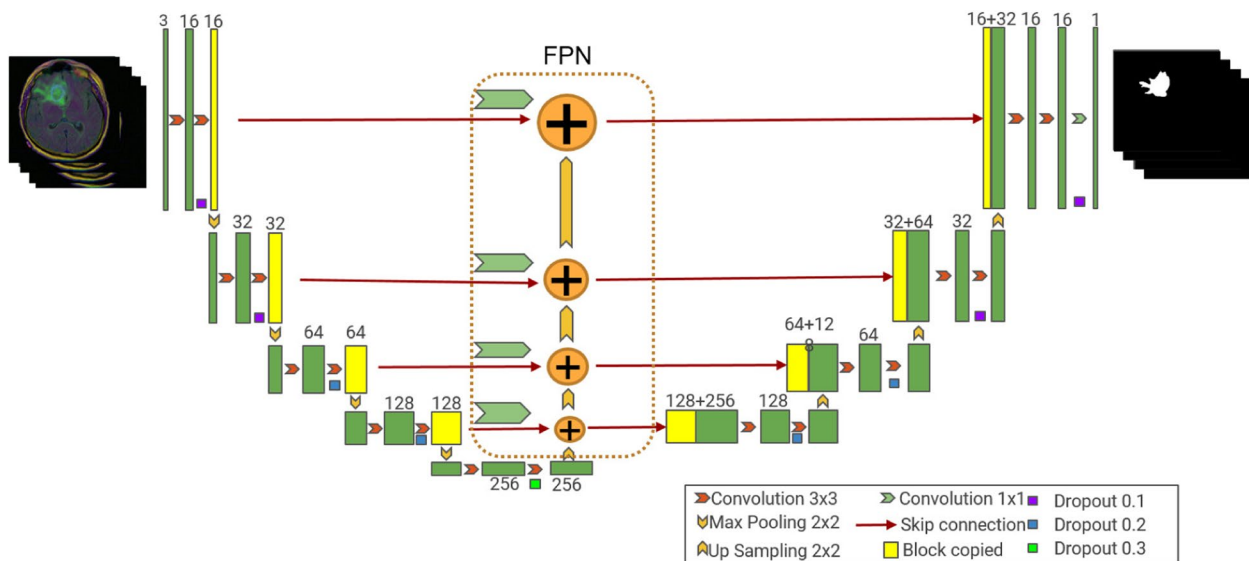 3 16 16
16+32 16 16 1
FPN
32 32
32+64 32
64 64
64+12
8
64
128 128
128+256 128
256 256
Convolution 3x3
Convolution 1x1
Dropout 0.1
Max Pooling 2x2
Skip connection
Dropout 0.2
Up Sampling 2x2
Block copied
Dropout 0.3